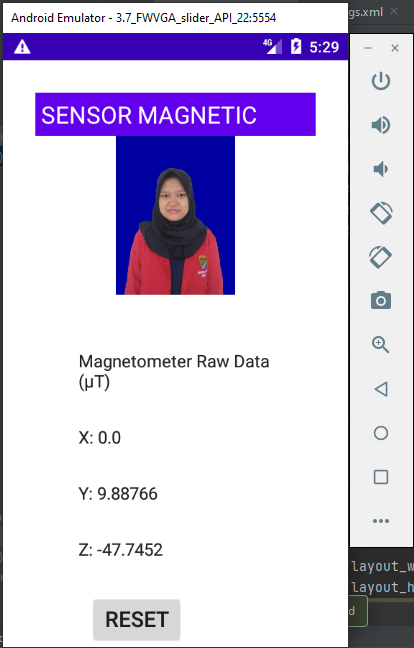 Android Emulator - 3.7_FWVGA_slider_API_22:5554
gs.xml
4G
5:29
SENSOR MAGNETIC
Magnetometer Raw Data
(µT)
X: 0.0
Y: 9.88766
Z: -47.7452
RESET
layout_w
layout_h
d